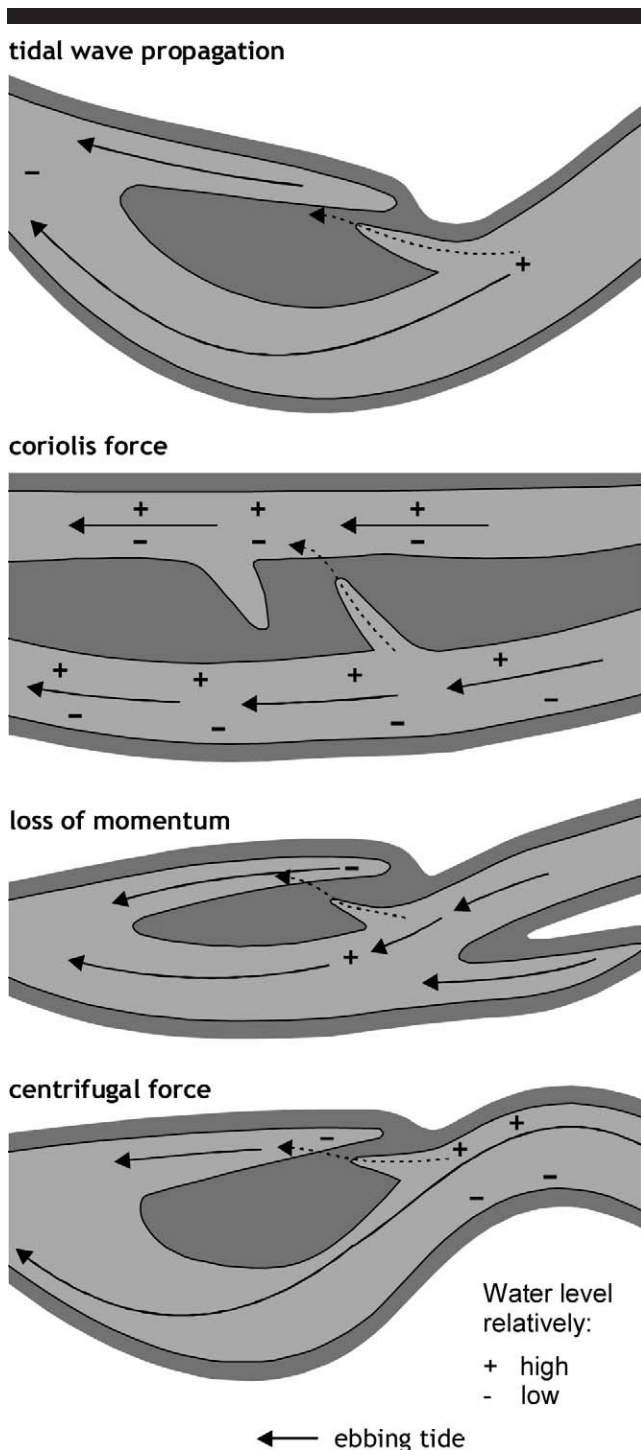 tidal wave propagation
-
+
coriolis force
+ + +
- - -
+ + + +
- - - -
loss of momentum
-
+
centrifugal force
- + +
- -
Water level
relatively:
+ high
- low
ebbing tide